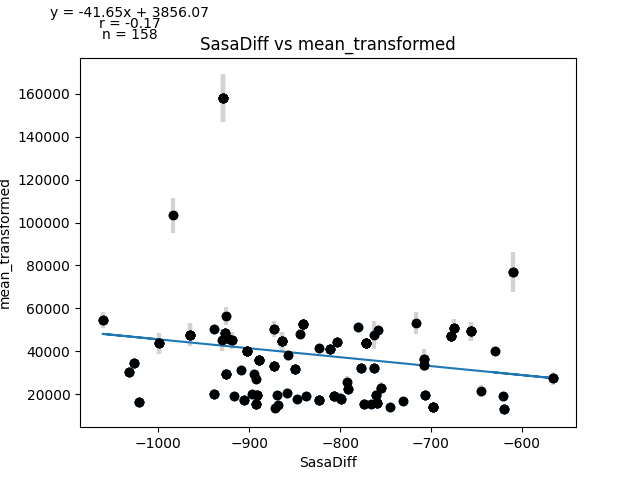 y = -41.65x + 3856.07
r = -0.17
n = 158
SasaDiff vs mean_transformed
160000
140000
120000
100000
80000
60000
40000
20000
mean_transformed
−1000
−900
−800
−700
−600
SasaDiff